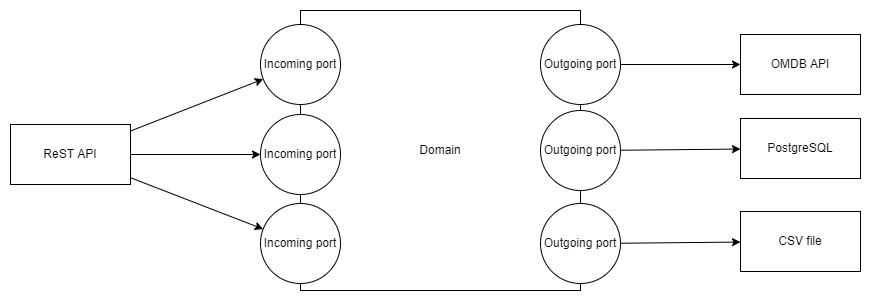 Incoming port
Outgoing port
OMDB API
ReST API
Incoming port
Domain
Outgoing port
PostgreSQL
Incoming port
Outgoing port
CSV file